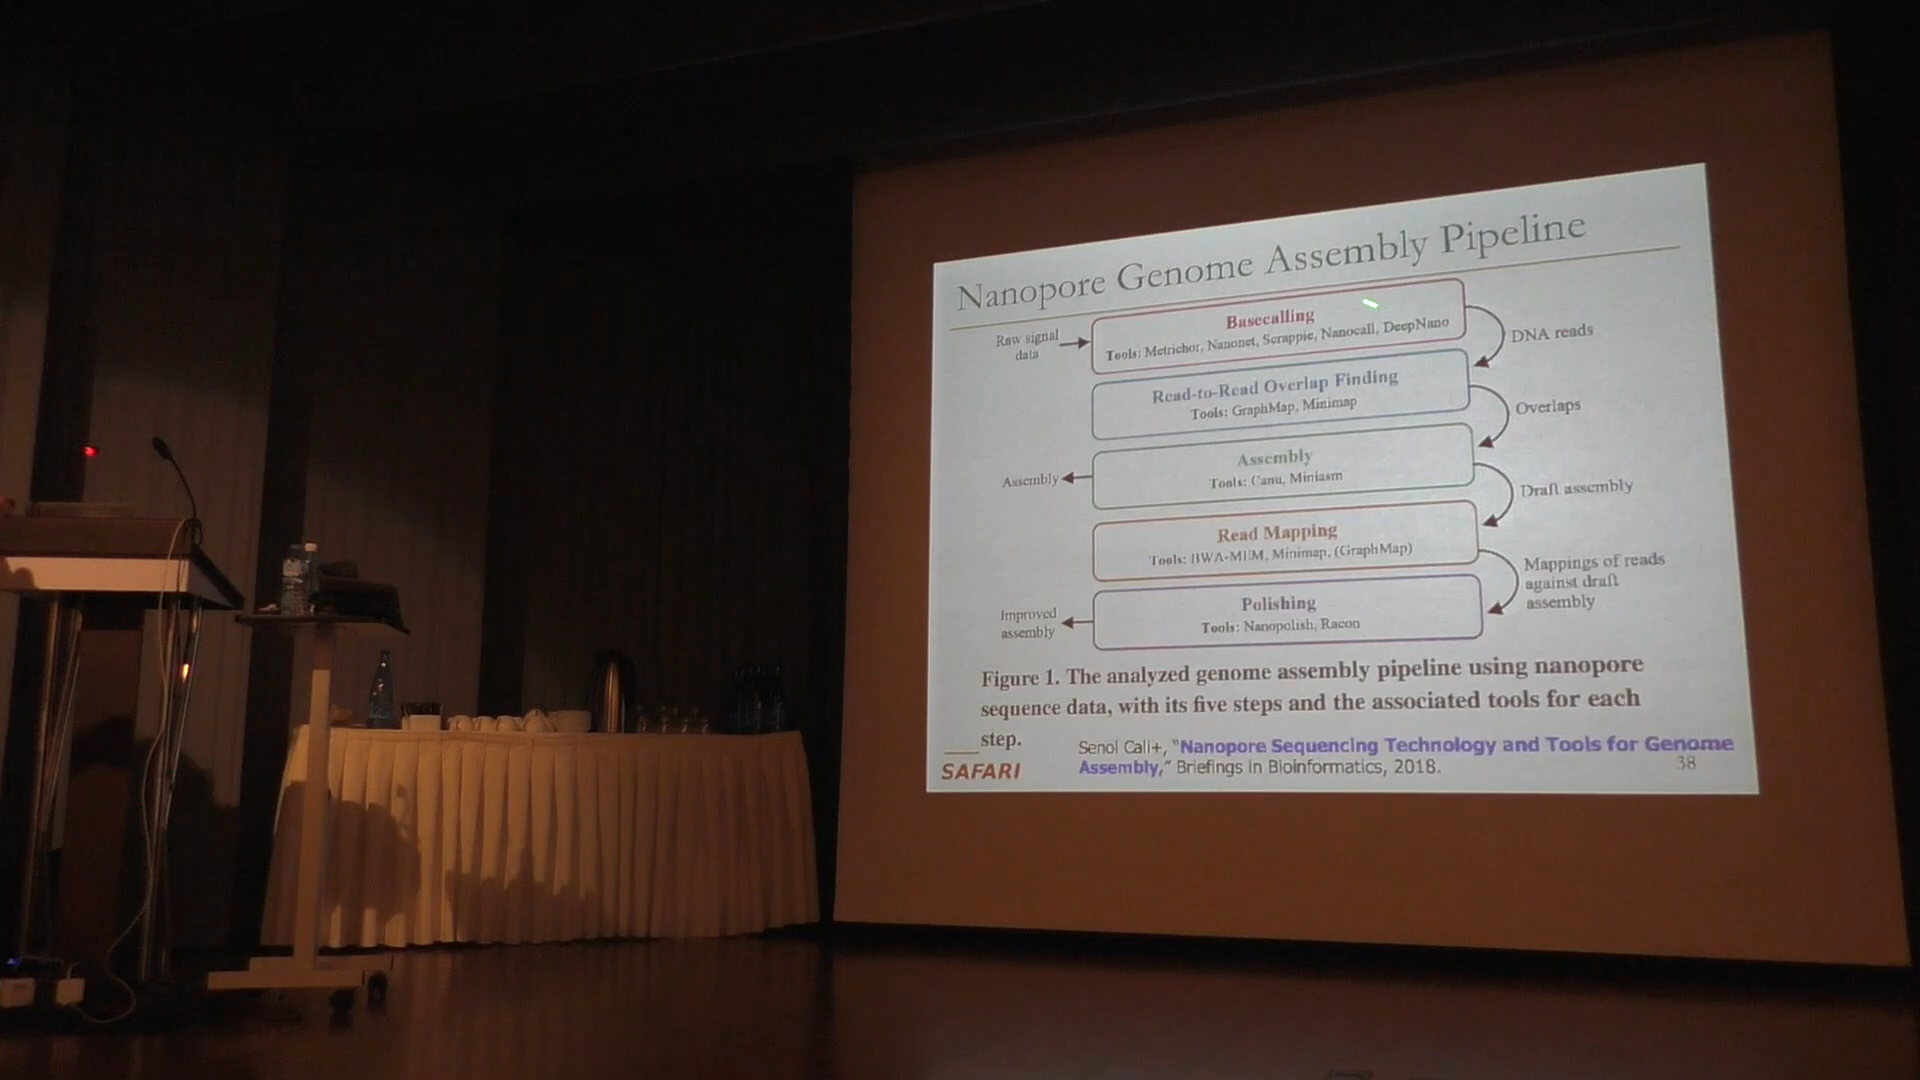 Nanopore Genome Assembly Pipeline
Raw signal
data
Basecalling
Tools: Metrichor, Nanonet, Scrappie, Nanocall, DeepNano
DNA reads
Read-to-Read Overlap Finding
Tools: GraphMap, Minimap
Overlaps
Assembly
Tools: Canu, Miniasm
Assembly
Draft assembly
Read Mapping
Tools: BWA-MEM, Minimap, (GraphMap)
Mappings of reads
against draft
assembly
Polishing
Tools: Nanopolish, Racon
Improved
assembly
Figure 1. The analyzed genome assembly pipeline using nanopore
sequence data, with its five steps and the associated tools for each
step.
Senol Cali+, "Nanopore Sequencing Technology and Tools for Genome
Assembly," Briefings in Bioinformatics, 2018.
SAFARI
38